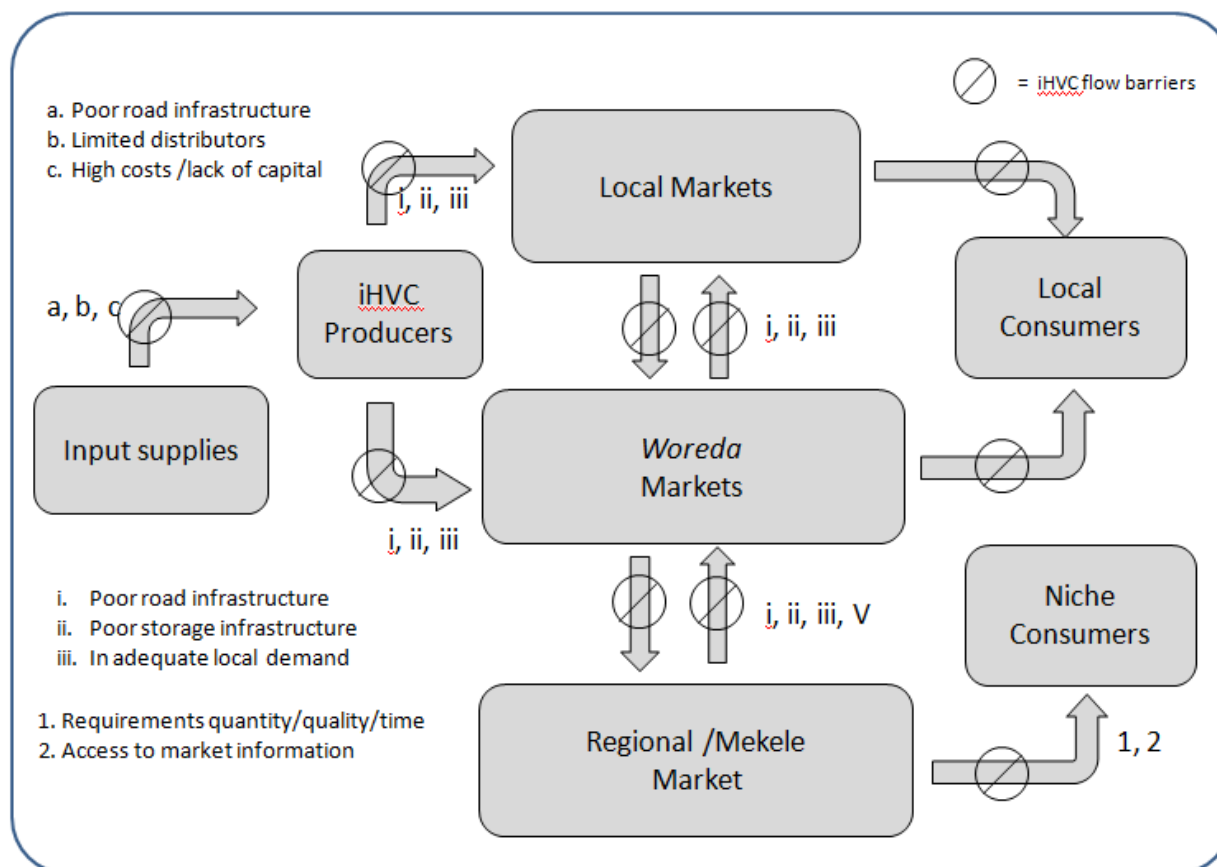 = iHVC flow barriers
a. Poor road infrastructure
b. Limited distributors
c. High costs /lack of capital
i, ii, iii
Local Markets
a, b, c
iHVC
Producers
Local
Consumers
i, ii, iii
Input supplies
Woreda
Markets
i, ii, iii
i. Poor road infrastructure
ii. Poor storage infrastructure
iii. In adequate local demand
i, ii, iii, V
Niche
Consumers
1. Requirements quantity/quality/time
2. Access to market information
Regional /Mekele
Market
1, 2